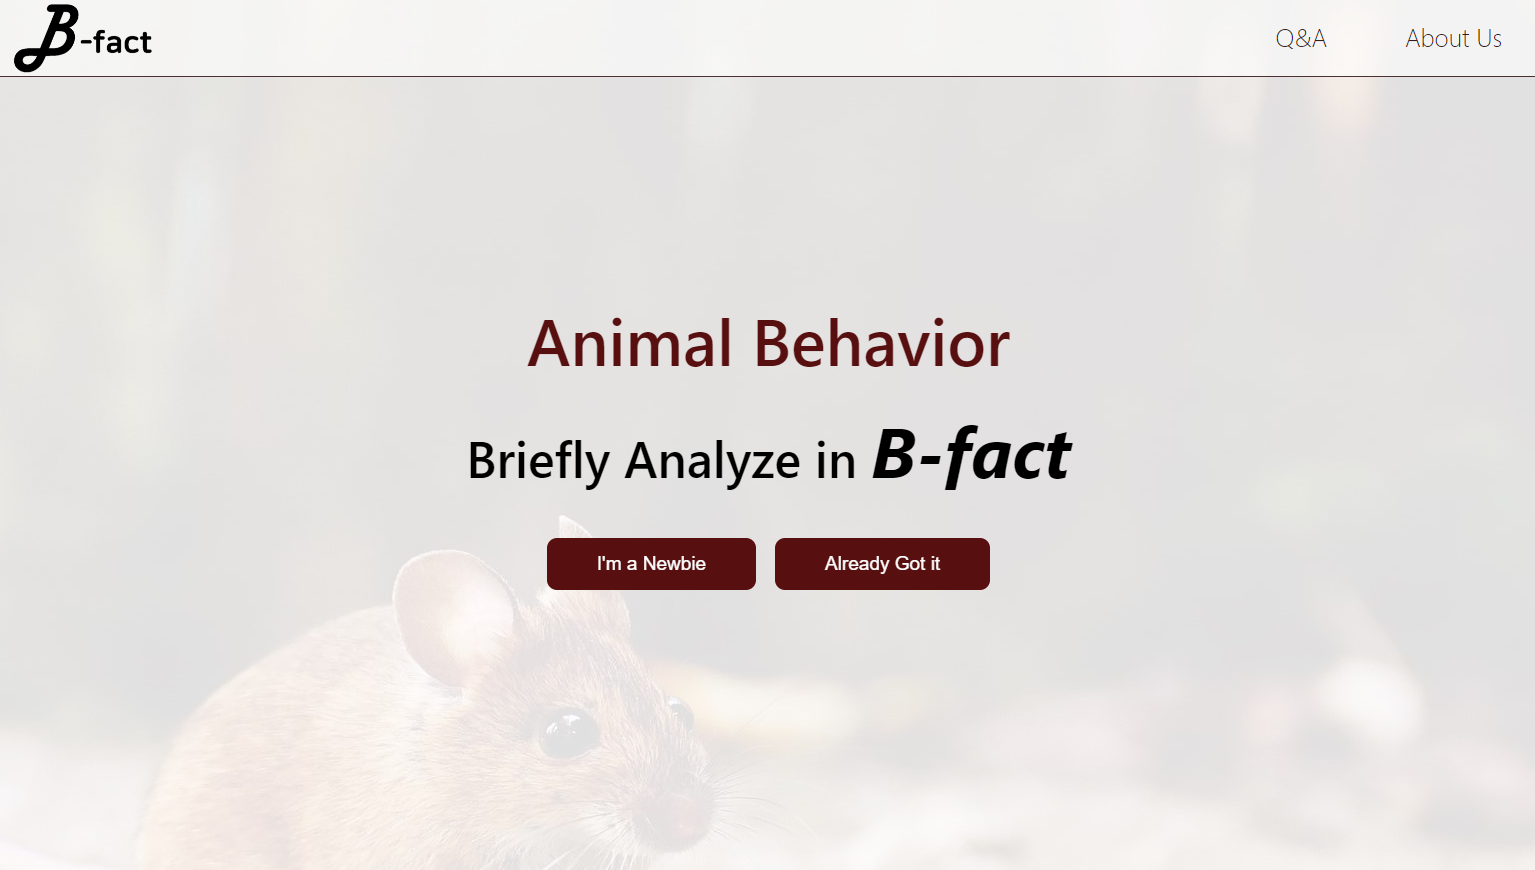 B-fact
Q&A
About Us
Animal Behavior
Briefly Analyze in B-fact
I'm a Newbie
Already Got it